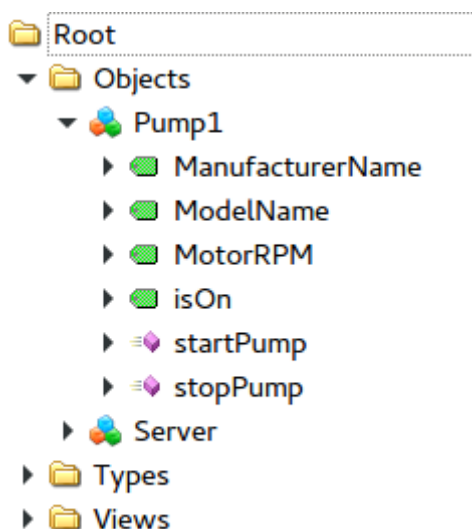 Root
Objects
Pump1
ManufacturerName
ModelName
MotorRPM
isOn
startPump
stopPump
Server
Types
Views